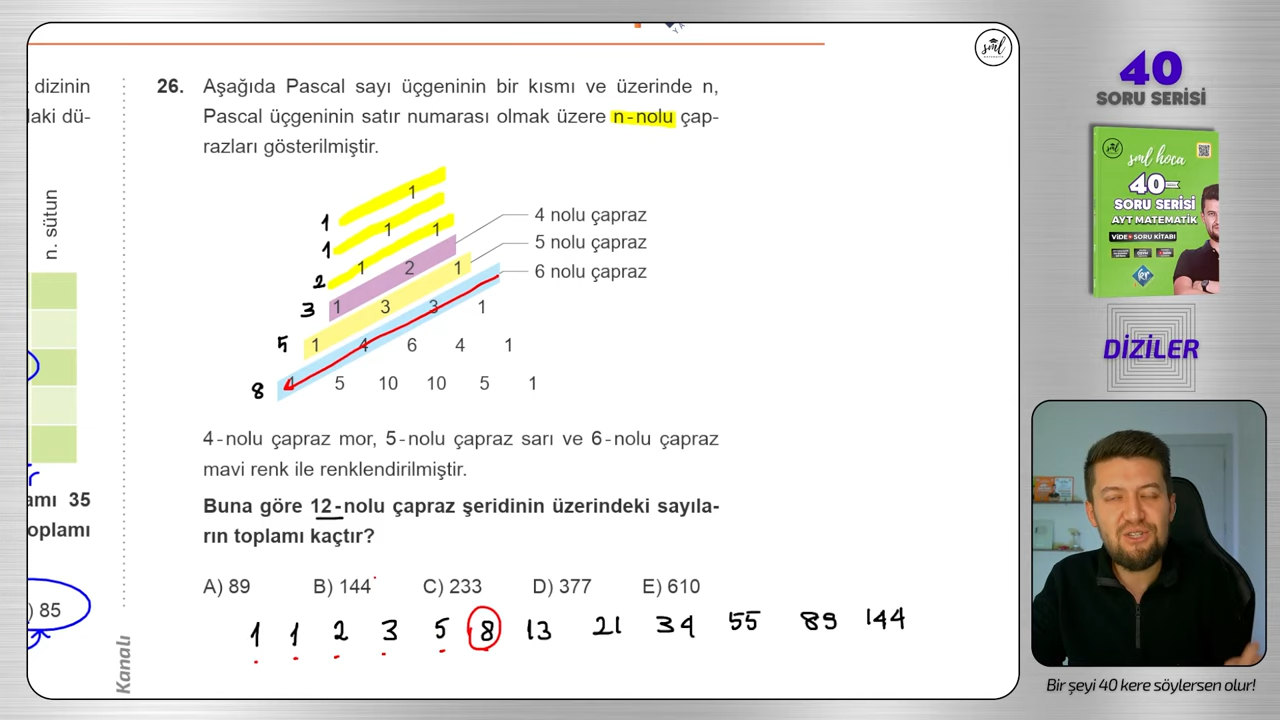 dizinin
laki dü-
n. sütun
amı 35
oplamı
) 85
Kanalı
26. Aşağıda Pascal sayı üçgeninin bir kısmı ve üzerinde n,
Pascal üçgeninin satır numarası olmak üzere n-nolu çap-
razları gösterilmiştir.
1
1 1 1
1 1 2 1
2
3 1 3 3 1
5 1 4 6 4 1
8 1 5 10 10 5 1
4 nolu çapraz
5 nolu çapraz
6 nolu çapraz
4-nolu çapraz mor, 5-nolu çapraz sarı ve 6-nolu çapraz
mavi renk ile renklendirilmiştir.
Buna göre 12-nolu çapraz şeridinin üzerindeki sayıla-
rın toplamı kaçtır?
A) 89 B) 144 C) 233 D) 377 E) 610
1 1 2 3 5 8 13 21 34 55 89 144
sml
40
SORU SERİSİ
sml hoca
40
SORU SERİSİ
AYT MATEMATİK
VİDEO SORU KİTABI
DİZİLER
Bir şeyi 40 kere söylersen olur!